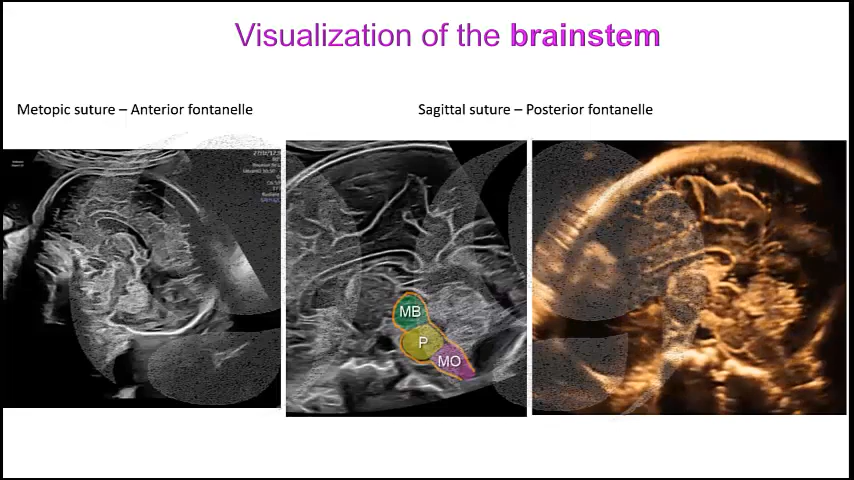 Visualization of the brainstem
Metopic suture – Anterior fontanelle
Sagittal suture – Posterior fontanelle
MB
P
MO